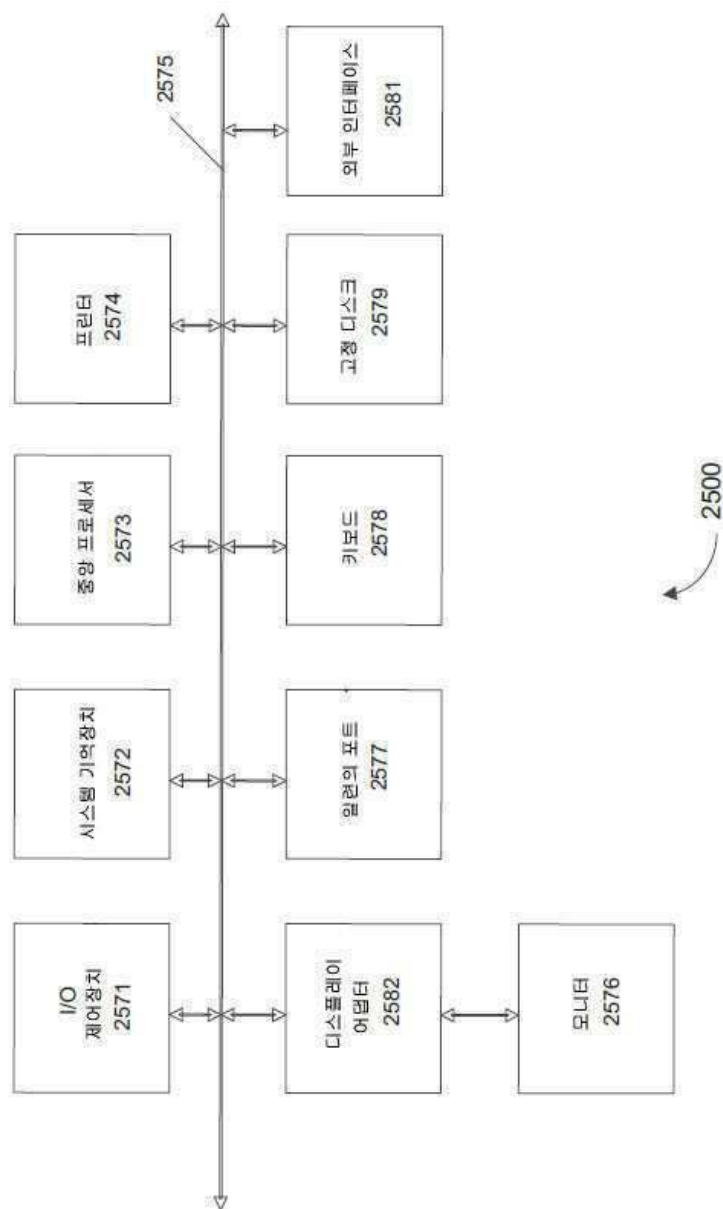 I/O
제어장치
2571
시스템 기억장치
2572
중앙 프로세서
2573
프린터
2574
2575
디스플레이
어댑터
2582
일련의 포트
2577
키보드
2578
고정 디스크
2579
외부 인터페이스
2581
모니터
2576
2500